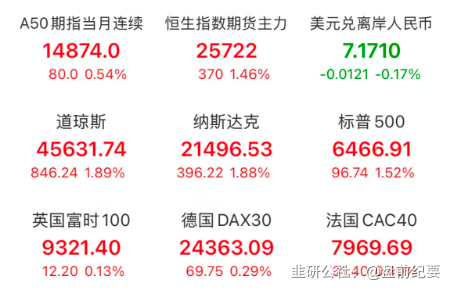 A50期指当月连续 恒生指数期货主力 美元兑离岸人民币
14874.0 25722 7.1710
80.0 0.54% 370 1.46% -0.0121 -0.17%
道琼斯 纳斯达克 标普500
45631.74 21496.53 6466.91
846.24 1.89% 396.22 1.88% 96.74 1.52%
英国富时100 德国DAX30 法国CAC40
9321.40 24363.09 7969.69
12.20 0.13% 69.75 0.29%
韭研公社：@盘前纪要